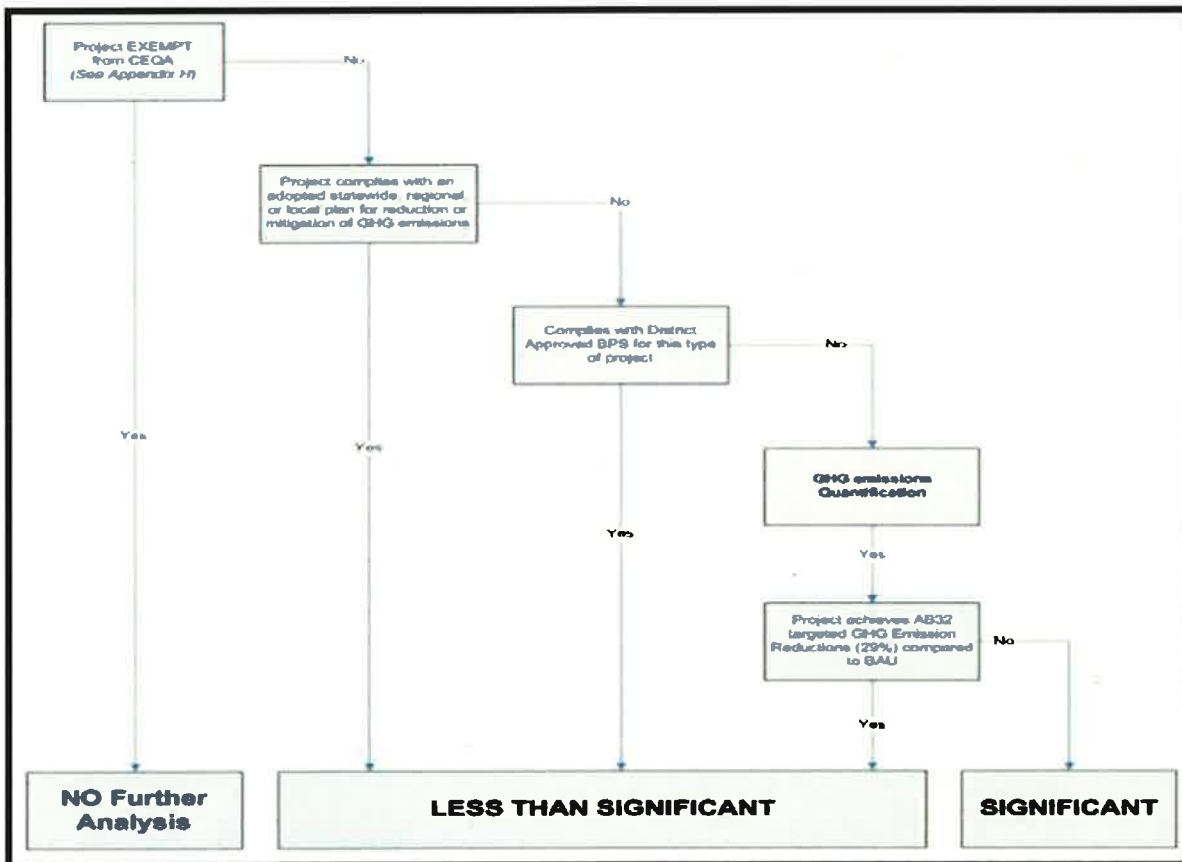 Project EXEMPT
from CEQA
(See Appendix H)
No
Project complies with an
adopted statewide, regional
or local plan for reduction or
mitigation of GHG emissions
No
Complies with District
Approved BPS for this type
of project
No
Yes
Yes
GHG emissions
Quantification
Yes
Yes
Project achieves AB32
targeted GHG Emission
Reductions (29%) compared
to BAU
No
Yes
NO Further
Analysis
LESS THAN SIGNIFICANT
SIGNIFICANT